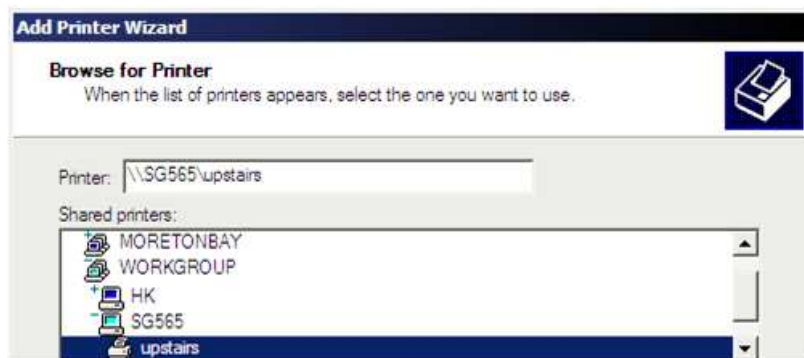 Add Printer Wizard
Browse for Printer
When the list of printers appears, select the one you want to use.
Printer: \\SG565\upstairs
Shared printers:
MORETONBAY
WORKGROUP
HK
SG565
upstairs